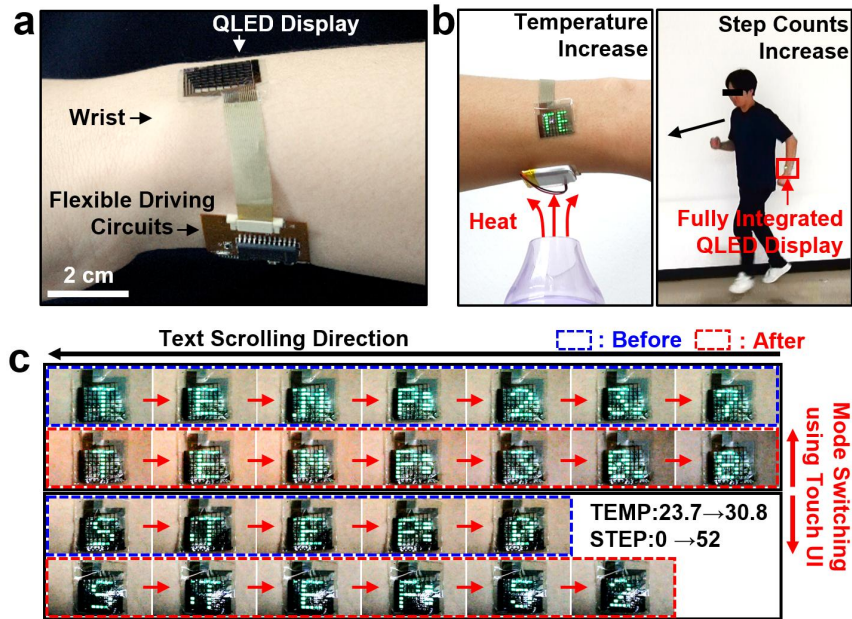 a
QLED Display
Wrist
Flexible Driving
Circuits
2 cm
b
Temperature
Increase
FE
Heat
Step Counts
Increase
Fully Integrated
QLED Display
c
Text Scrolling Direction
: Before
: After
TEMP:23.7→30.8
STEP:0 →52
Mode Switching
using Touch UI